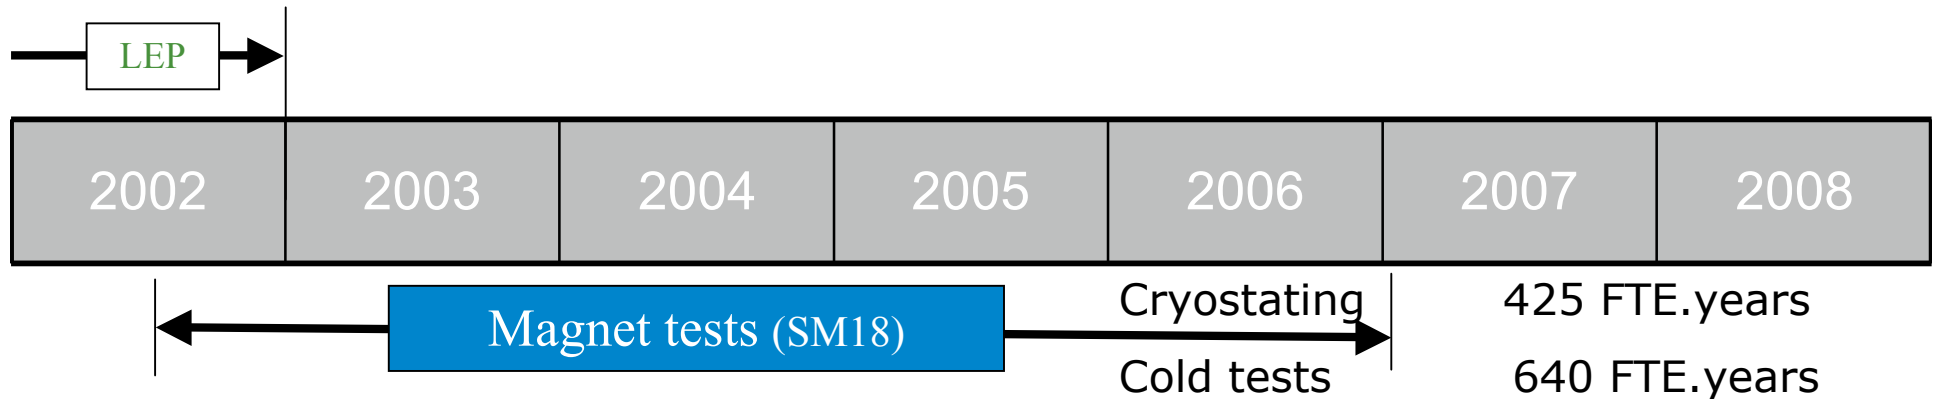 LEP
2002 2003 2004 2005 2006 2007 2008
Cryostating 425 FTE.years
Magnet tests (SM18)
Cold tests 640 FTE.years